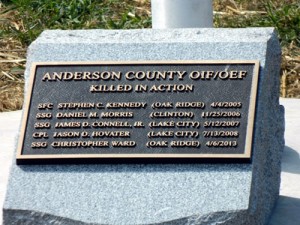 ANDERSON COUNTY OIF/OEF
KILLED IN ACTION
SFC STEPHEN C. KENNEDY (OAK RIDGE) 4/4/2005
SSG DANIEL M. MORRIS (CLINTON) 11/25/2006
SSG JAMES D. CONNELL, JR. (LAKE CITY) 5/12/2007
CPL JASON D. HOVATER (LAKE CITY) 7/13/2008
SSG CHRISTOPHER WARD (OAK RIDGE) 4/6/2013